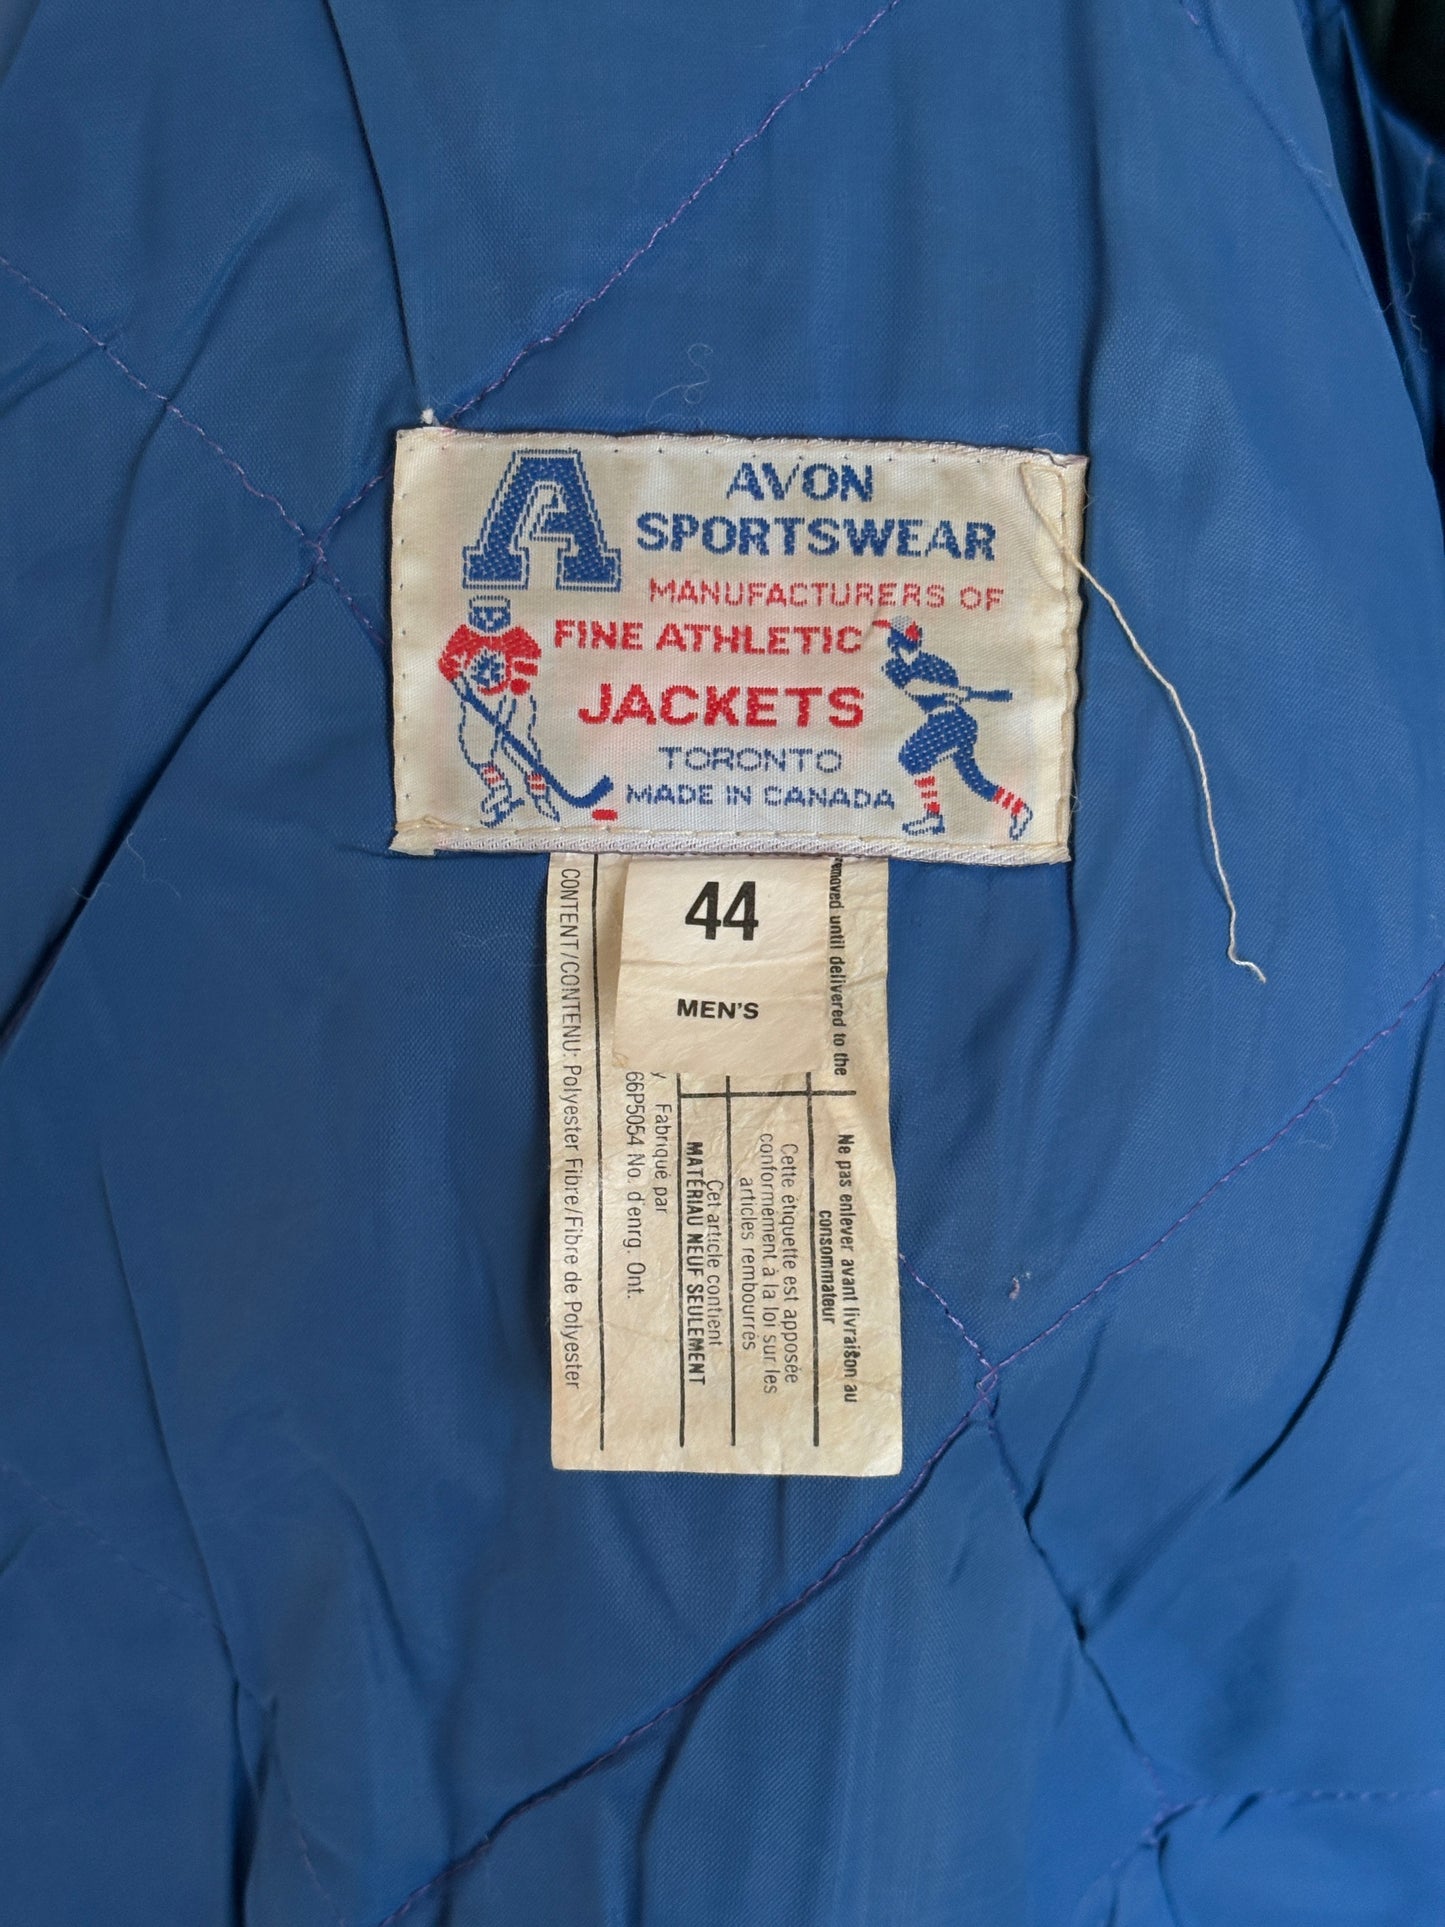 A
AVON
SPORTSWEAR
MANUFACTURERS OF
FINE ATHLETIC
JACKETS
TORONTO
MADE IN CANADA
44
MEN'S
removed until delivered to the
Ne pas enlever avant livraison au
consommateur
Cette étiquette est apposée
conformément à la loi sur les
articles rembourrés
Cet article contient
MATÉRIAU NEUF SEULEMENT
y Fabriqué par
66P5054 No. d'enrg. Ont.
CONTENT/CONTENU: Polyester Fibre/Fibre de Polyester